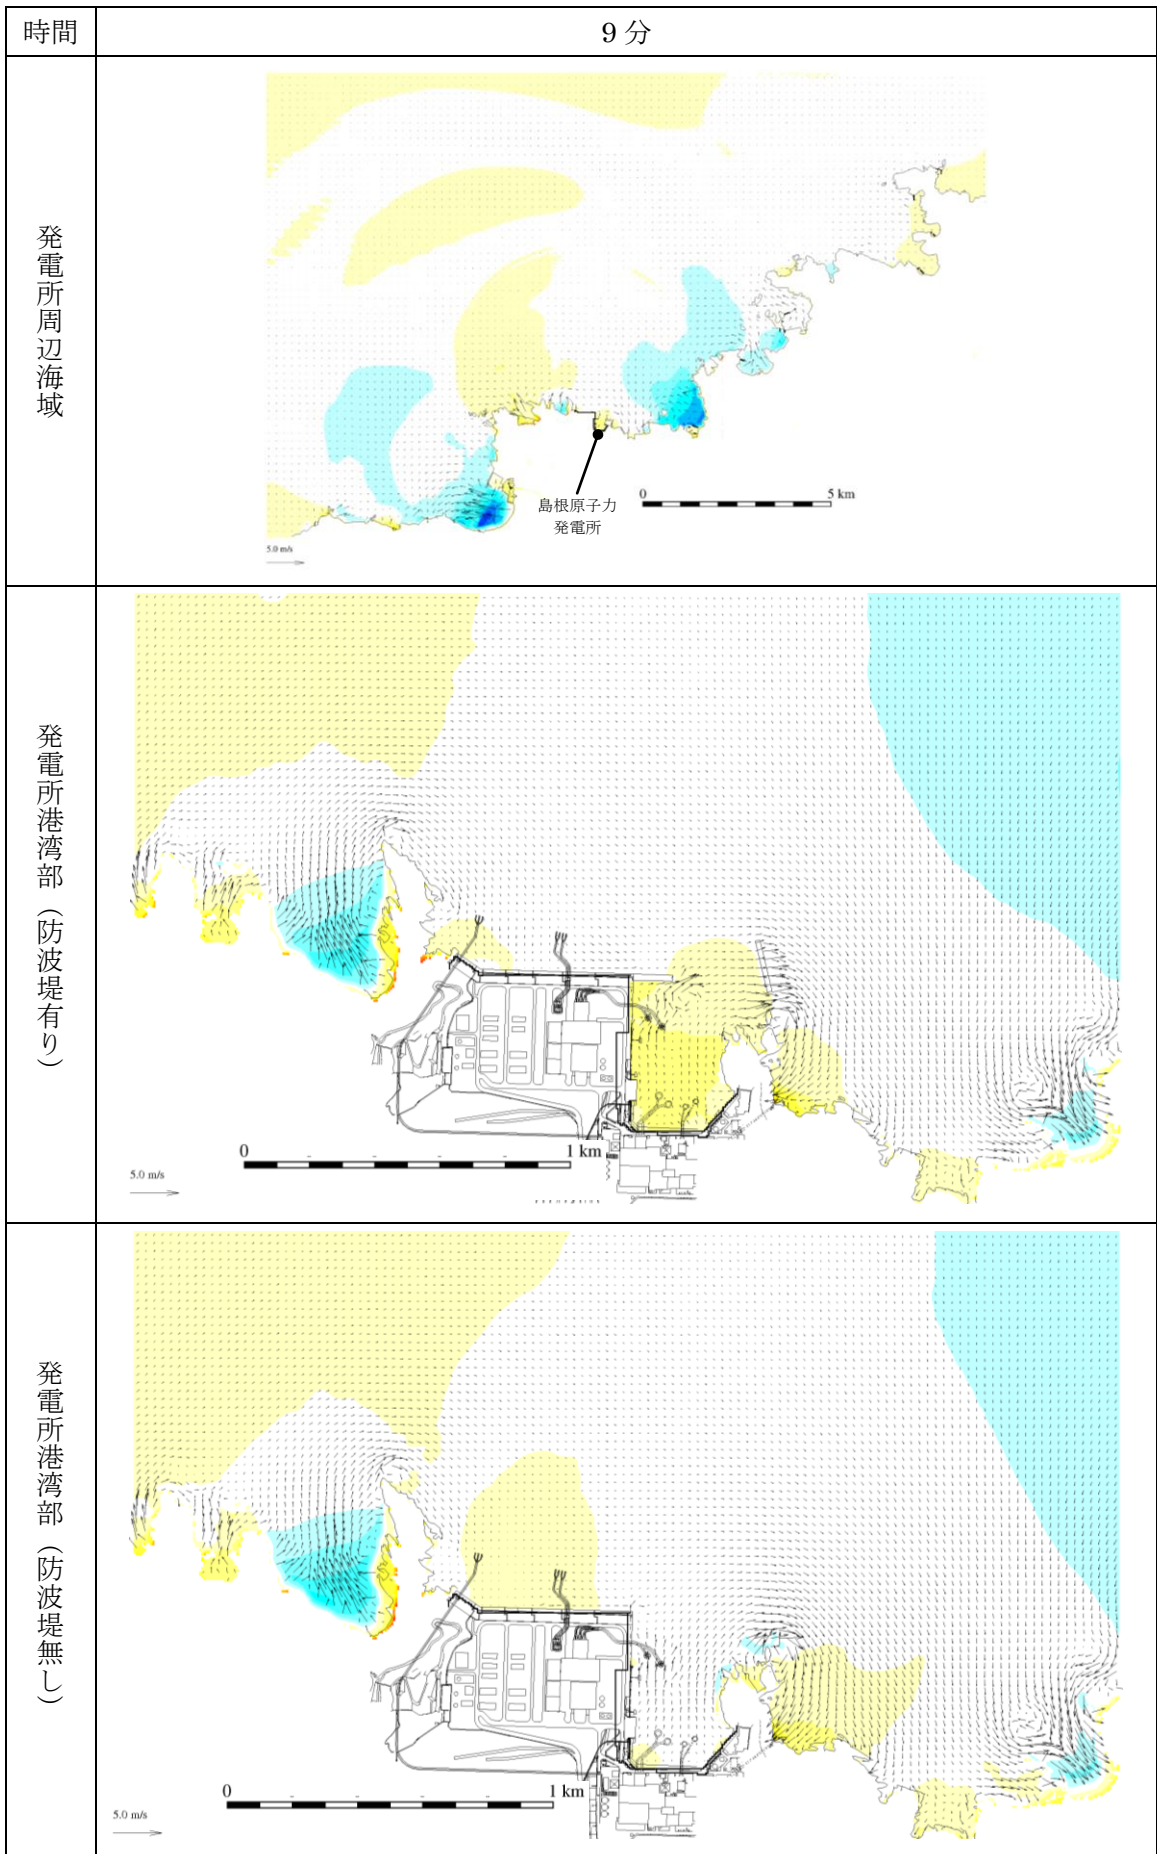 時間
9分
発電所周辺海域
島根原子力
発電所
0 5 km
5.0 m/s
発電所港湾部（防波堤有り）
0 1 km
5.0 m/s
発電所港湾部（防波堤無し）
0 1 km
5.0 m/s